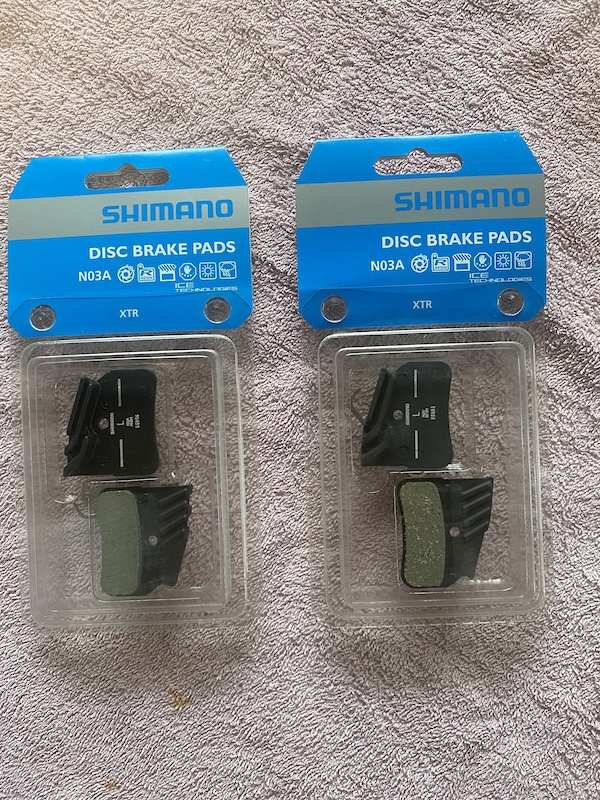 SHIMANO
DISC BRAKE PADS
N03A
ICE
TECHNOLOGIES
XTR
L
SHIMANO
DISC BRAKE PADS
N03A
ICE
TECHNOLOGIES
XTR
L